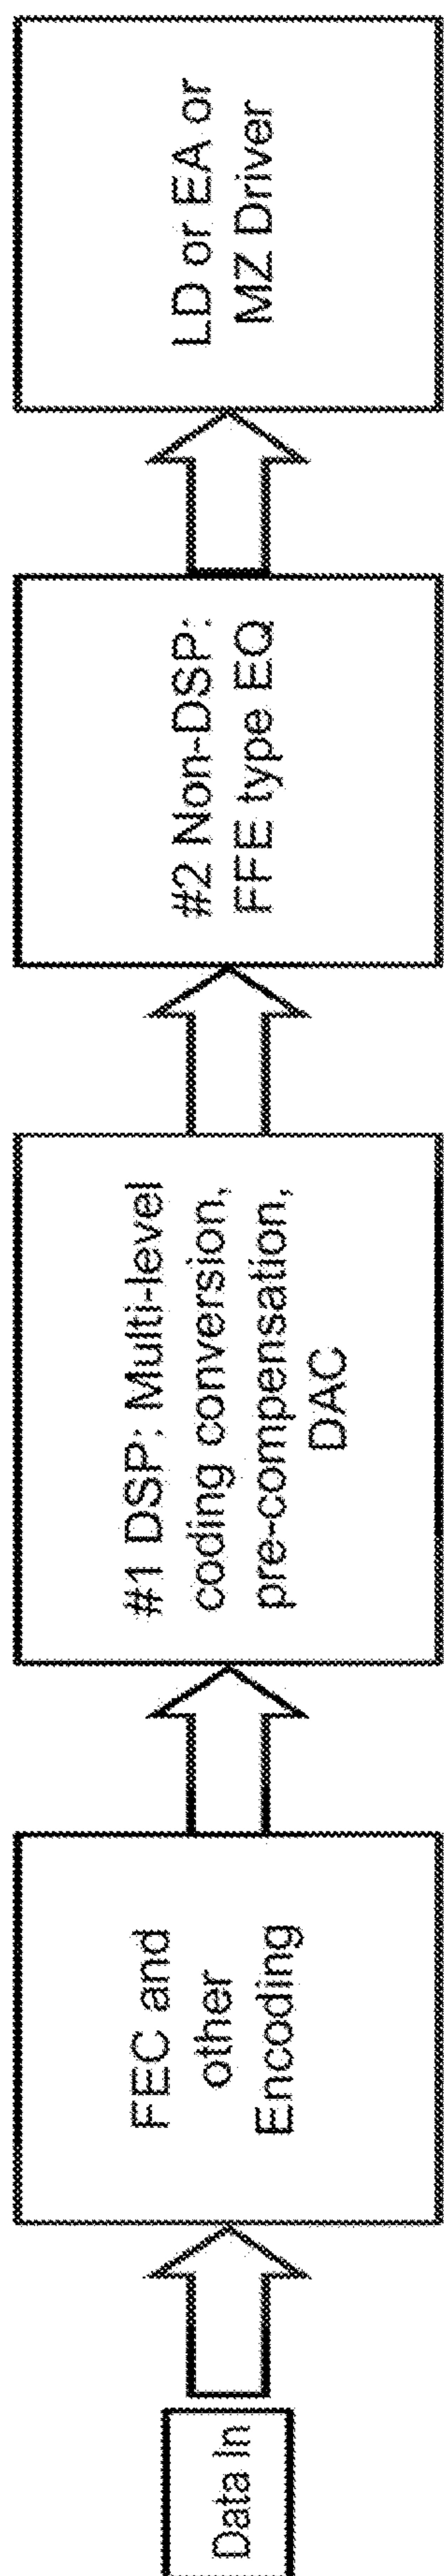 Data In
FEC and
other
Encoding
#1 DSP: Multi-level
coding conversion,
pre-compensation,
DAC
#2 Non-DSP:
FFE type EQ
LD or EA or
MZ Driver